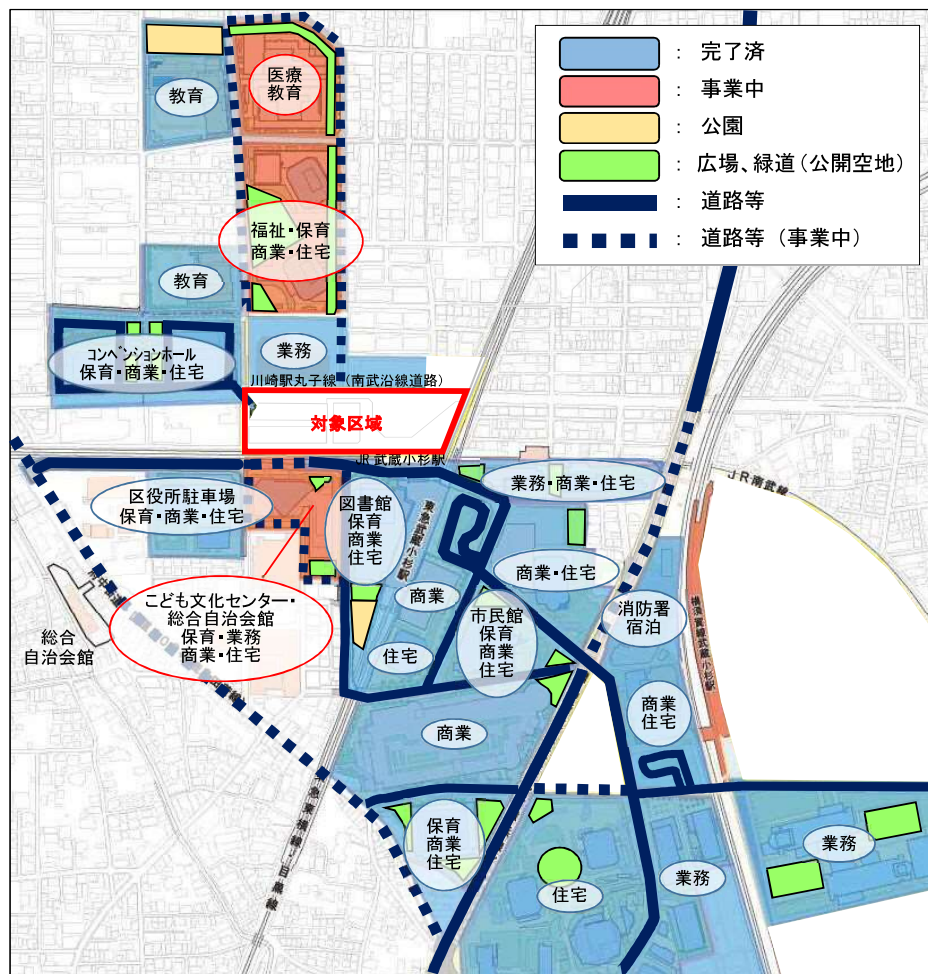 ： 完了済
： 事業中
： 公園
： 広場、緑道（公開空地）
： 道路等
： 道路等 （事業中）
医療
教育
教育
福祉・保育
商業・住宅
教育
コンベンションホール
保育・商業・住宅
業務
川崎駅丸子線 （南武沿線道路）
対象区域
JR 武蔵小杉駅
JR南武線
区役所駐車場
保育・商業・住宅
図書館
保育
商業
住宅
東急武蔵小杉駅
業務・商業・住宅
商業・住宅
商業
住宅
市民館
保育
商業
住宅
消防署
宿泊
横須賀線武蔵小杉駅
こども文化センター・
総合自治会館
保育・業務
商業・住宅
総合
自治会館
商業
住宅
商業
保育
商業
住宅
住宅
業務
業務
東急東横線・目黒線